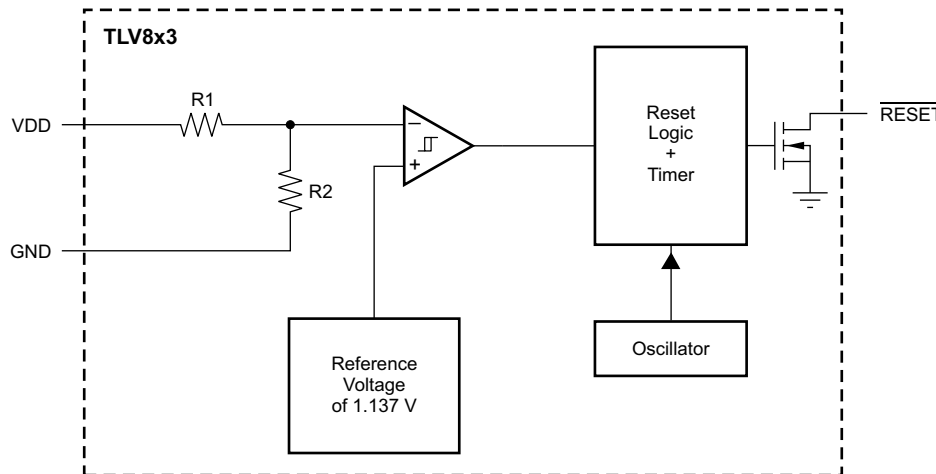 TLV8x3
R1
VDD
−
+
R2
GND
Reset
Logic
+
Timer
RESET
Reference
Voltage
of 1.137 V
Oscillator